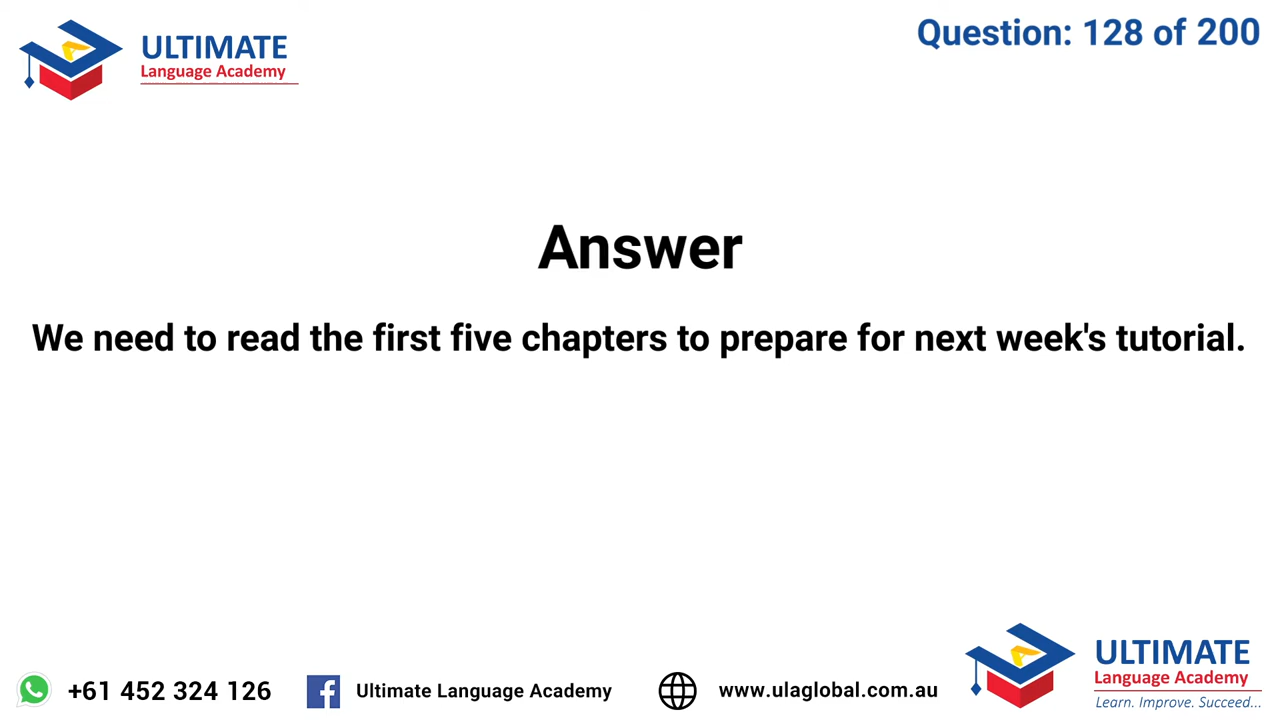 ULTIMATE
Language Academy
Question: 128 of 200
Answer
We need to read the first five chapters to prepare for next week's tutorial.
+61 452 324 126
Ultimate Language Academy
www.ulaglobal.com.au
ULTIMATE
Language Academy
Learn. Improve. Succeed...